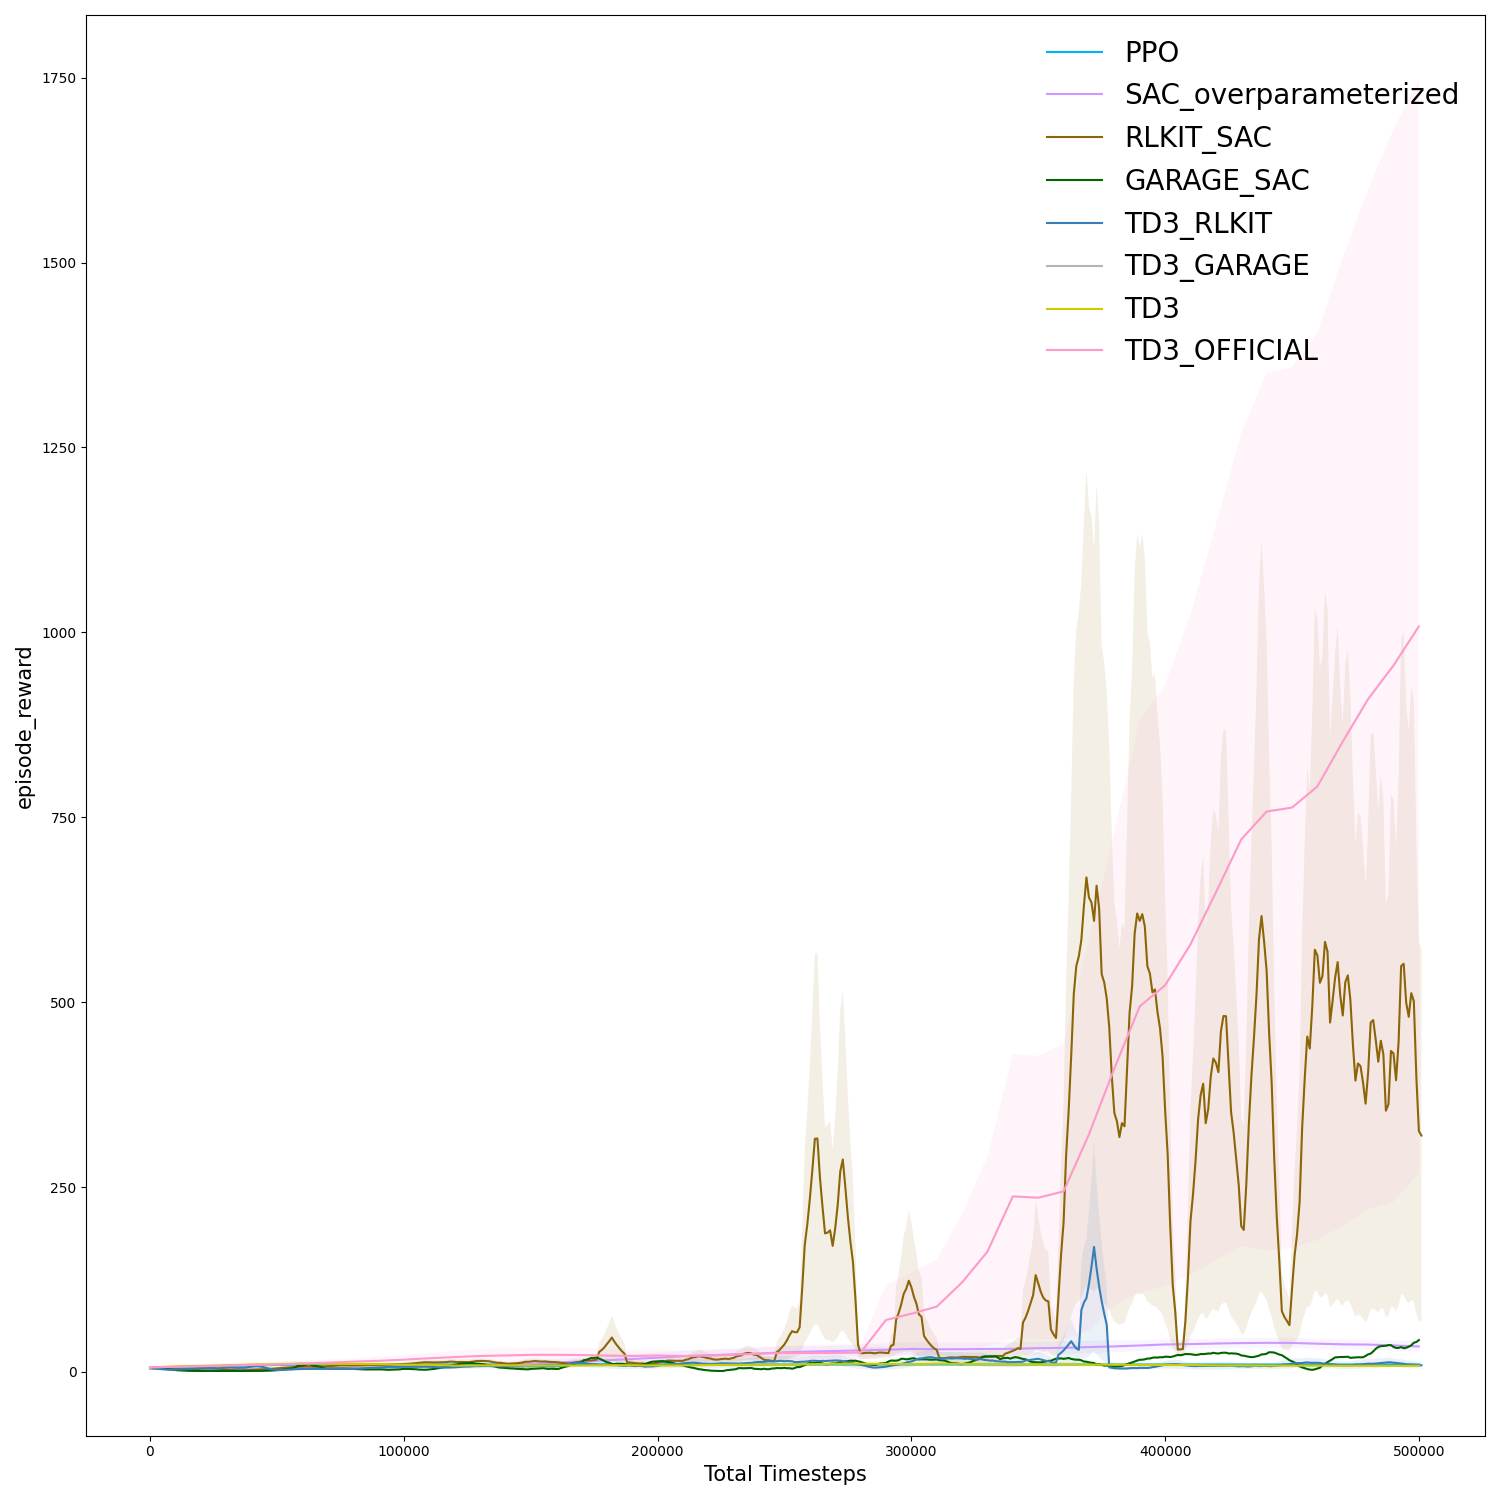 PPO
SAC_overparameterized
RLKIT_SAC
GARAGE_SAC
TD3_RLKIT
TD3_GARAGE
TD3
TD3_OFFICIAL
1750
1500
1250
1000
750
500
250
0
episode_reward
0 100000 200000 300000 400000 500000
Total Timesteps